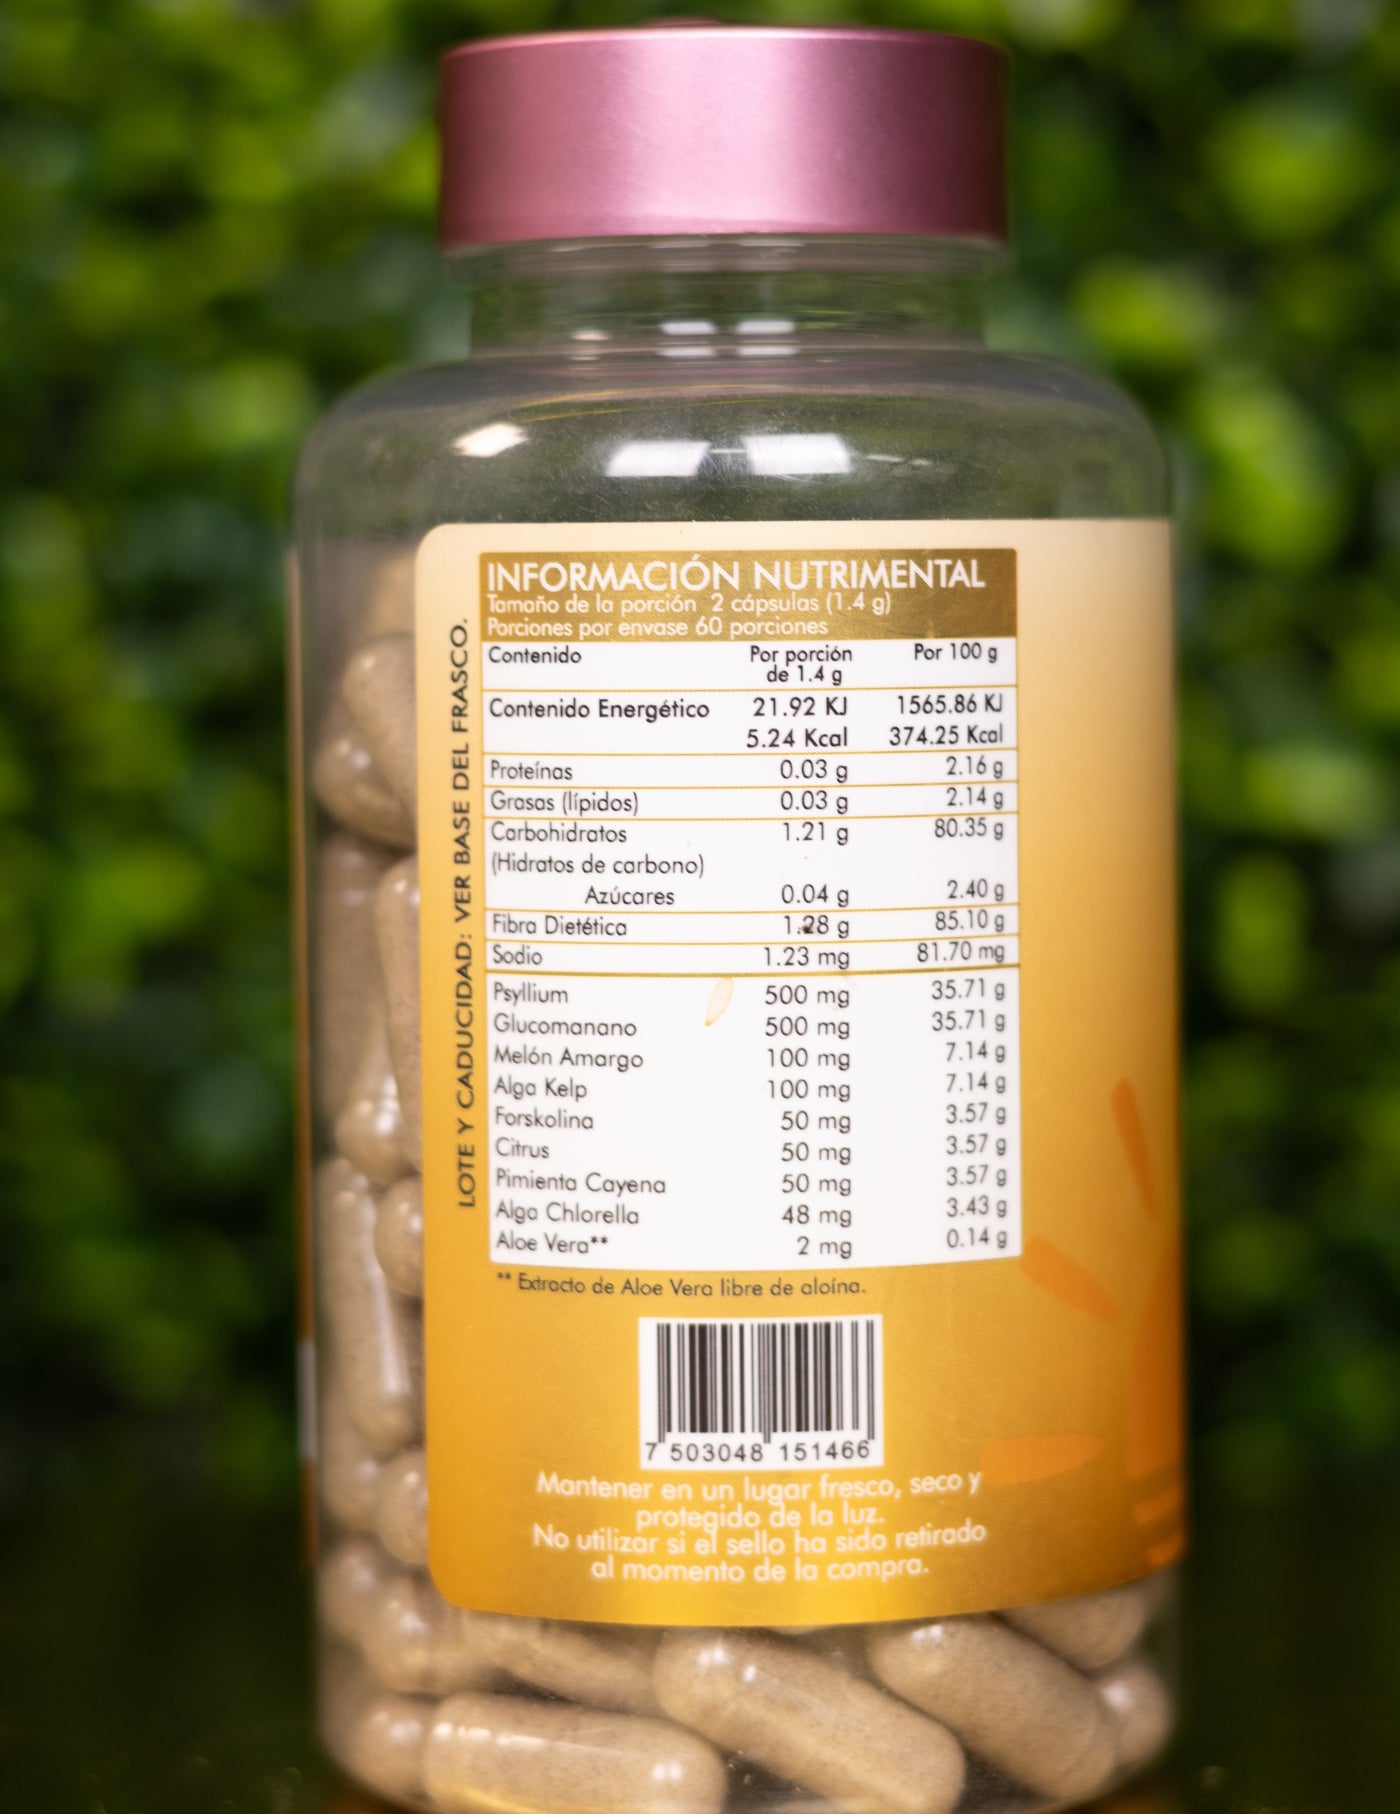 INFORMACIÓN NUTRIMENTAL
Tamaño de la porción 2 cápsulas (1.4 g)
Porciones por envase 60 porciones
Contenido Por porción de 1.4 g Por 100 g
Contenido Energético 21.92 KJ 1565.86 KJ
5.24 Kcal 374.25 Kcal
Proteínas 0.03 g 2.16 g
Grasas (lípidos) 0.03 g 2.14 g
Carbohidratos 1.21 g 80.35 g
(Hidratos de carbono)
Azúcares 0.04 g 2.40 g
Fibra Dietética 1.28 g 85.10 g
Sodio 1.23 mg 81.70 mg
Psyllium 500 mg 35.71 g
Glucomanano 500 mg 35.71 g
Melón Amargo 100 mg 7.14 g
Alga Kelp 100 mg 7.14 g
Forskolina 50 mg 3.57 g
Citrus 50 mg 3.57 g
Pimienta Cayena 50 mg 3.57 g
Alga Chlorella 48 mg 3.43 g
Aloe Vera** 2 mg 0.14 g
** Extracto de Aloe Vera libre de aloína.
LOTE Y CADUCIDAD: VER BASE DEL FRASCO.
7 503048 151466
Mantener en un lugar fresco, seco y
protegido de la luz.
No utilizar si el sello ha sido retirado
al momento de la compra.